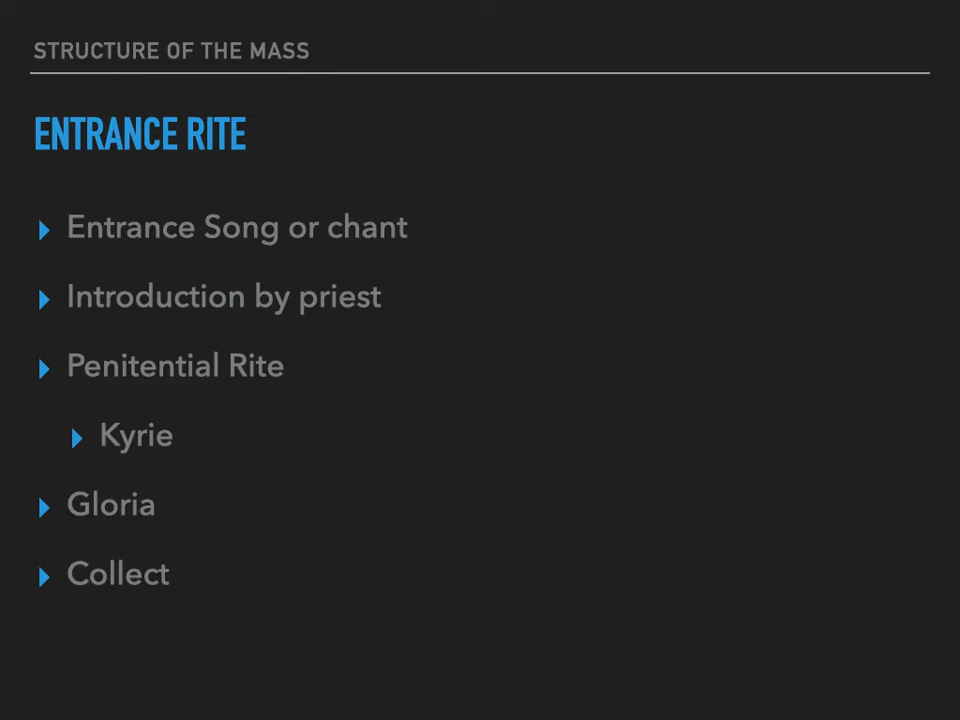 STRUCTURE OF THE MASS
ENTRANCE RITE
Entrance Song or chant
Introduction by priest
Penitential Rite
Kyrie
Gloria
Collect